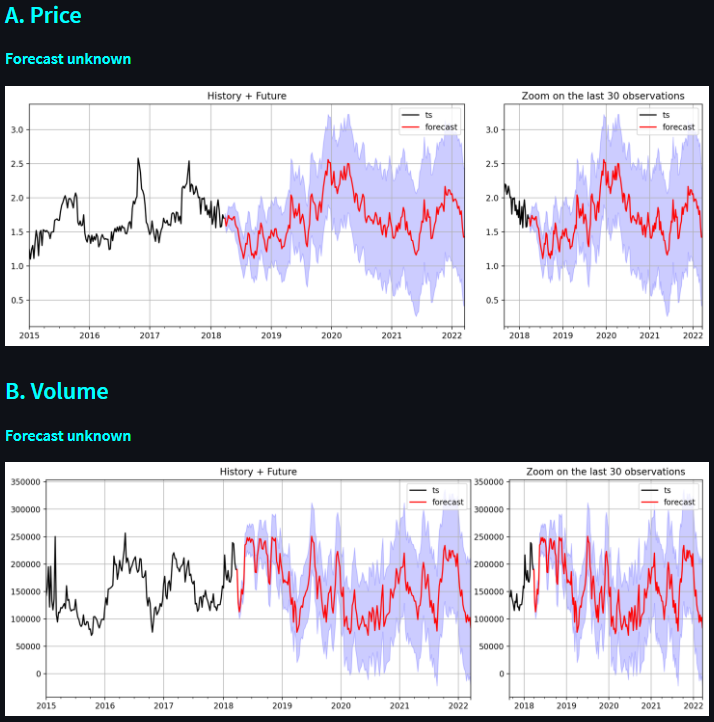 A. Price
Forecast unknown
History + Future
Zoom on the last 30 observations
ts
forecast
ts
forecast
3.0
2.5
2.0
1.5
1.0
0.5
3.0
2.5
2.0
1.5
1.0
0.5
2015 2016 2017 2018 2019 2020 2021 2022
2018 2019 2020 2021 2022
B. Volume
Forecast unknown
History + Future
Zoom on the last 30 observations
ts
forecast
ts
forecast
350000
300000
250000
200000
150000
100000
50000
0
350000
300000
250000
200000
150000
100000
50000
0
2015 2016 2017 2018 2019 2020 2021 2022
2018 2019 2020 2021 2022